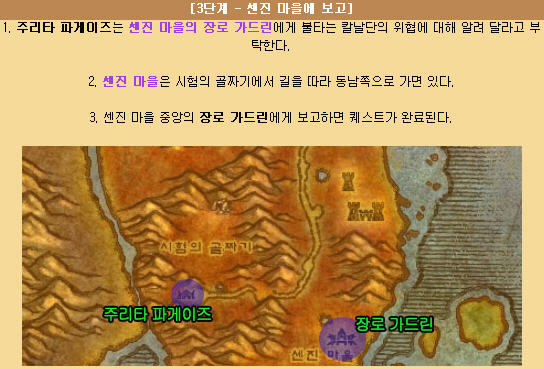 [3단계 - 센진 마을에 보고]
1. 주리타 파게이즈는 센진 마을의 장로 가드린에게 불타는 칼날단의 위협에 대해 알려 달라고 부
탁한다.
2. 센진 마을은 시험의 골짜기에서 길을 따라 동남쪽으로 가면 있다.
3. 센진 마을 중앙의 장로 가드린에게 보고하면 퀘스트가 완료된다.
시험의 골짜기
주리타 파게이즈
장로 가드린
센진 마을